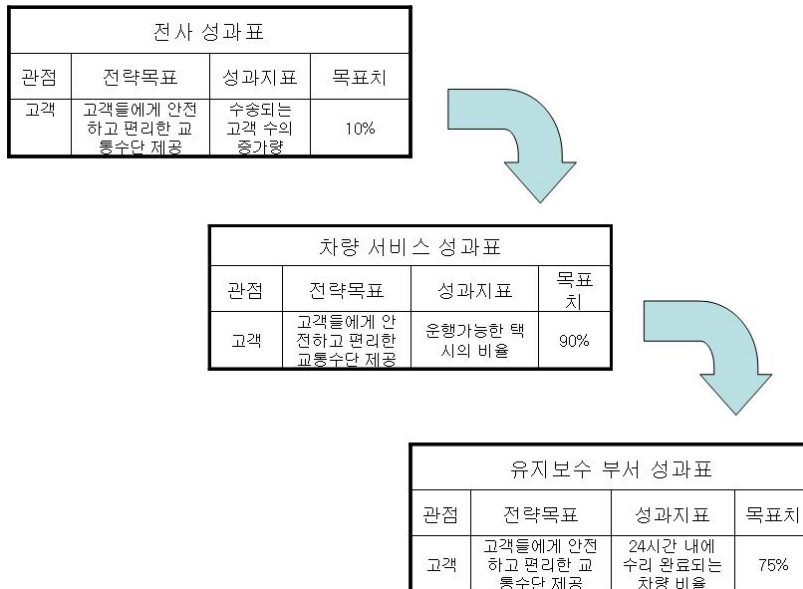 전사 성과표
관점 전략목표 성과지표 목표치
고객 고객들에게 안전 수송되는 10%
하고 편리한 교 고객 수의
통수단 제공 증가량
차량 서비스 성과표
관점 전략목표 성과지표 목표
치
고객 고객들에게 안 운행가능한 택 90%
전하고 편리한 시의 비율
교통수단 제공
유지보수 부서 성과표
관점 전략목표 성과지표 목표치
고객 고객들에게 안전 24시간 내에 75%
하고 편리한 교 수리 완료되는
통수단 제공 차량 비율